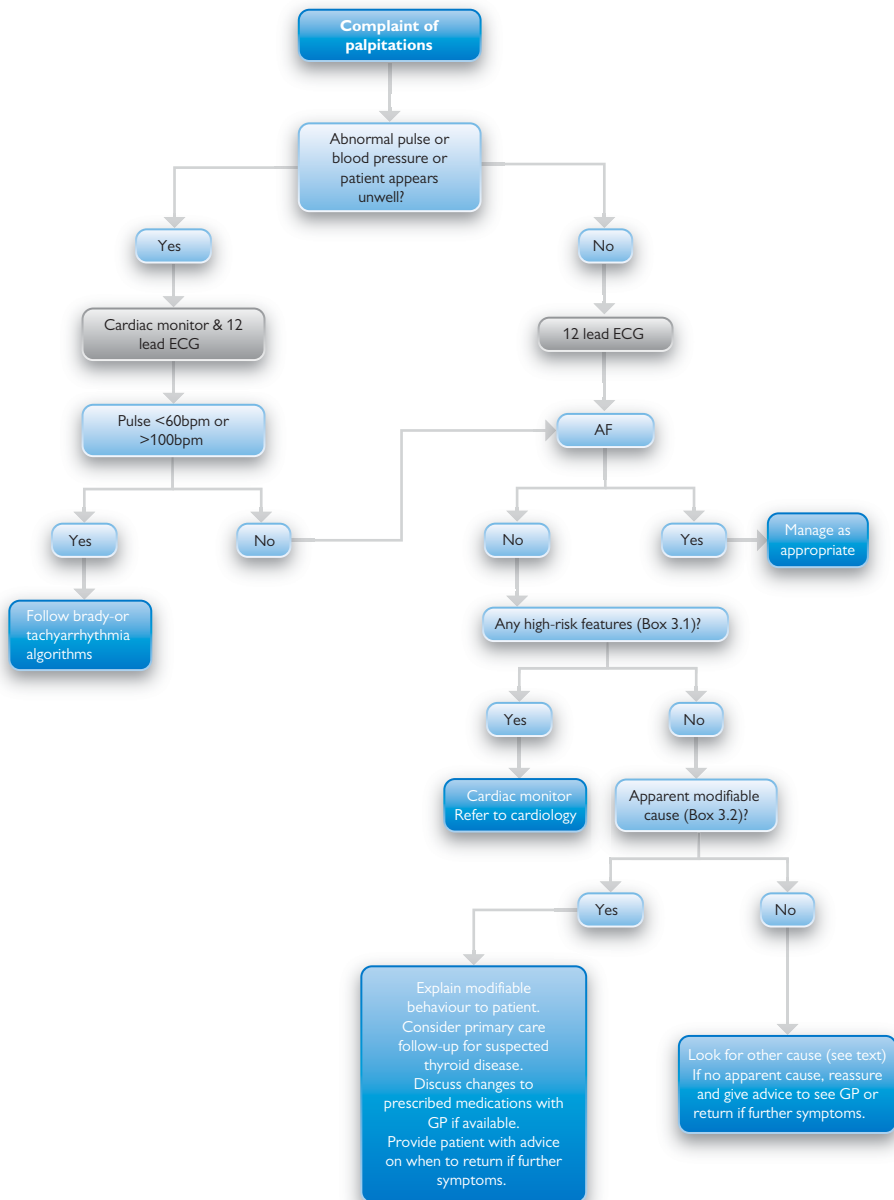 Complaint of
palpitations
Abnormal pulse or
blood pressure or
patient appears
unwell?
Yes
No
Cardiac monitor & 12
lead ECG
12 lead ECG
Pulse <60bpm or
>100bpm
AF
Yes
No
No
Yes
Manage as
appropriate
Follow brady-or
tachyarrhythmia
algorithms
Any high-risk features (Box 3.1)?
Yes
No
Cardiac monitor
Refer to cardiology
Apparent modifiable
cause (Box 3.2)?
Yes
No
Explain modifiable
behaviour to patient.
Consider primary care
follow-up for suspected
thyroid disease.
Discuss changes to
prescribed medications with
GP if available.
Provide patient with advice
on when to return if further
symptoms.
Look for other cause (see text)
If no apparent cause, reassure
and give advice to see GP or
return if further symptoms.